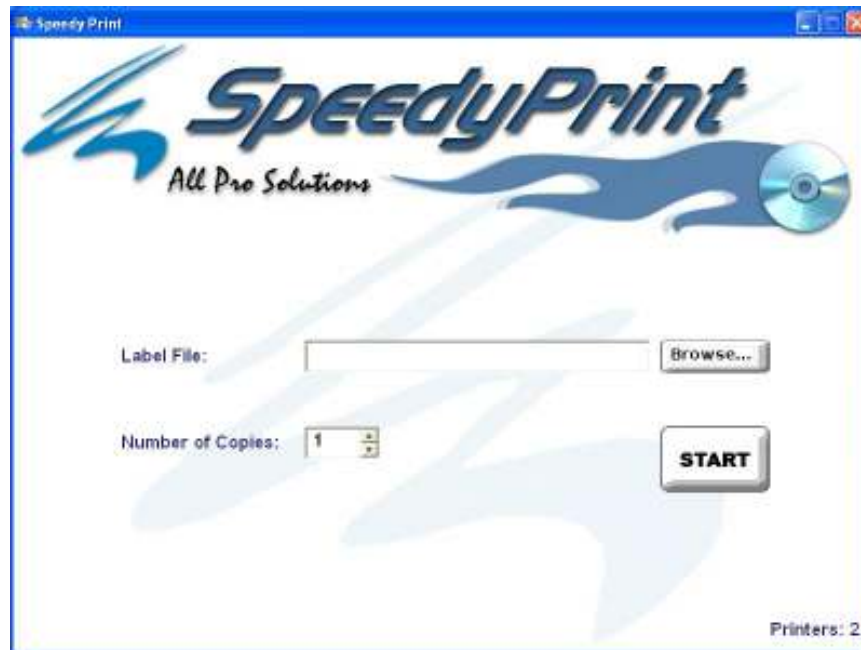 Speedy Print
SpeedyPrint
All Pro Solutions
Label File:
Browse...
Number of Copies:
1
START
Printers: 2